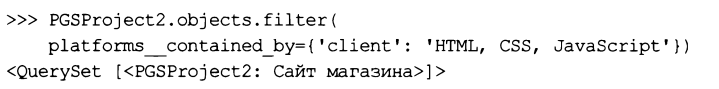 >>> PGSProject2.objects.filter(
    platforms__contained_by={'client': 'HTML, CSS, JavaScript'})
<QuerySet [<PGSProject2: Сайт магазина>]>